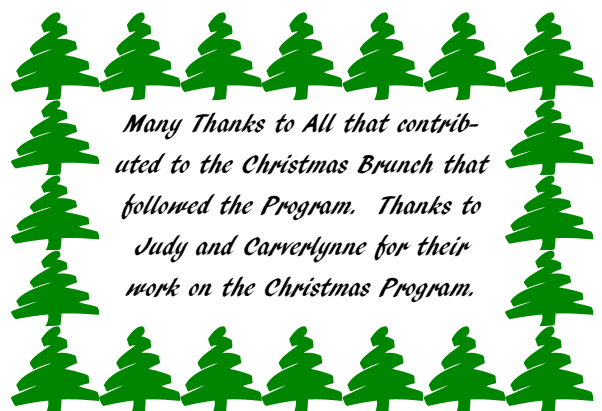 Many Thanks to All that contrib-
uted to the Christmas Brunch that
followed the Program. Thanks to
Judy and Carverlynne for their
work on the Christmas Program.